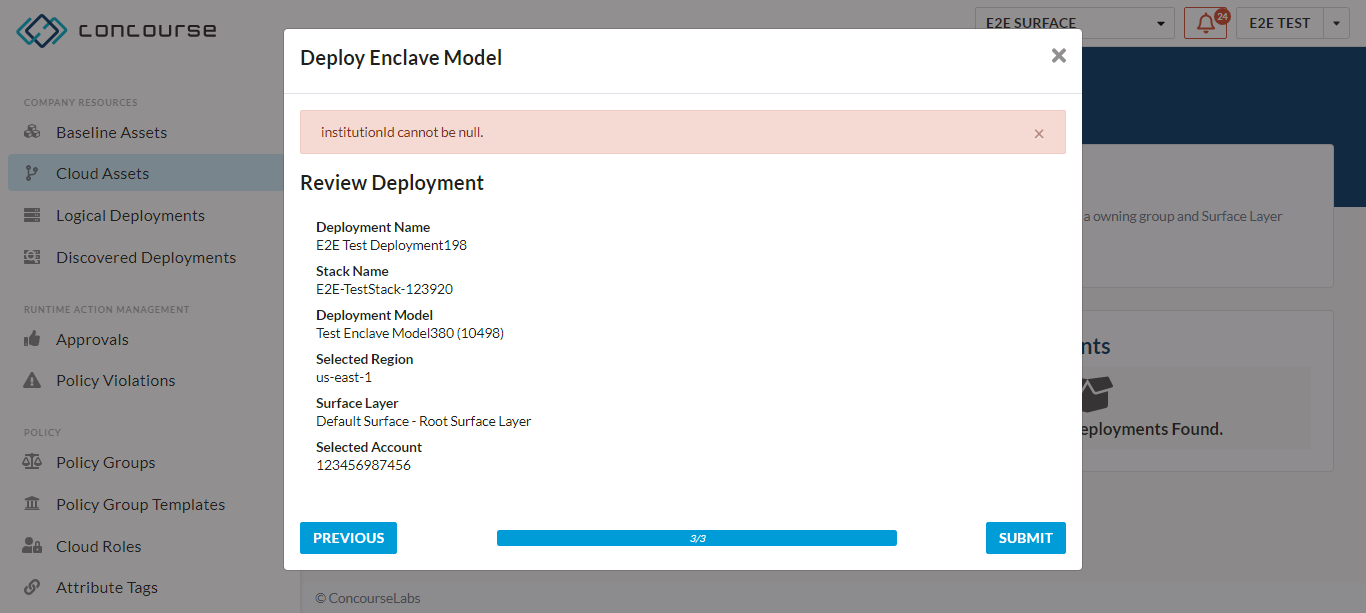 concourse
E2E SURFACE
24
E2E TEST
COMPANY RESOURCES
Baseline Assets
Cloud Assets
Logical Deployments
Discovered Deployments
RUNTIME ACTION MANAGEMENT
Approvals
Policy Violations
POLICY
Policy Groups
Policy Group Templates
Cloud Roles
Attribute Tags
Deploy Enclave Model
×
institutionId cannot be null.
×
Review Deployment
Deployment Name
E2E Test Deployment198
Stack Name
E2E-TestStack-123920
Deployment Model
Test Enclave Model380 (10498)
Selected Region
us-east-1
Surface Layer
Default Surface - Root Surface Layer
Selected Account
123456987456
PREVIOUS
3/3
SUBMIT
a owning group and Surface Layer
nts
eployments Found.
© ConcourseLabs